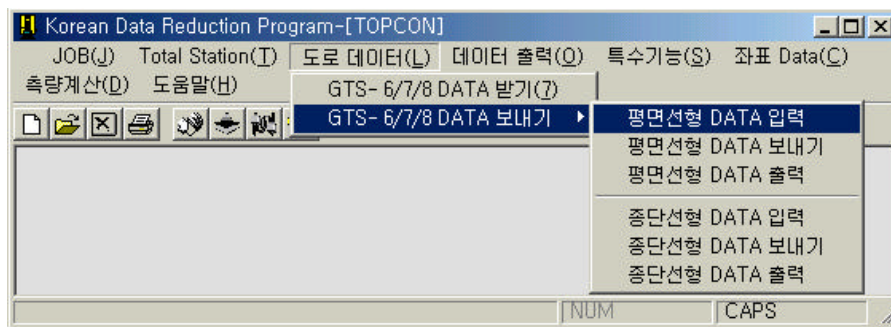 Korean Data Reduction Program-[TOPCON]
JOB(J) Total Station(T) 도로 데이터(L) 데이터 출력(O) 특수기능(S) 좌표 Data(C)
측량계산(D) 도움말(H)
GTS- 6/7/8 DATA 받기(7)
GTS- 6/7/8 DATA 보내기
평면선형 DATA 입력
평면선형 DATA 보내기
평면선형 DATA 출력
종단선형 DATA 입력
종단선형 DATA 보내기
종단선형 DATA 출력
NUM CAPS